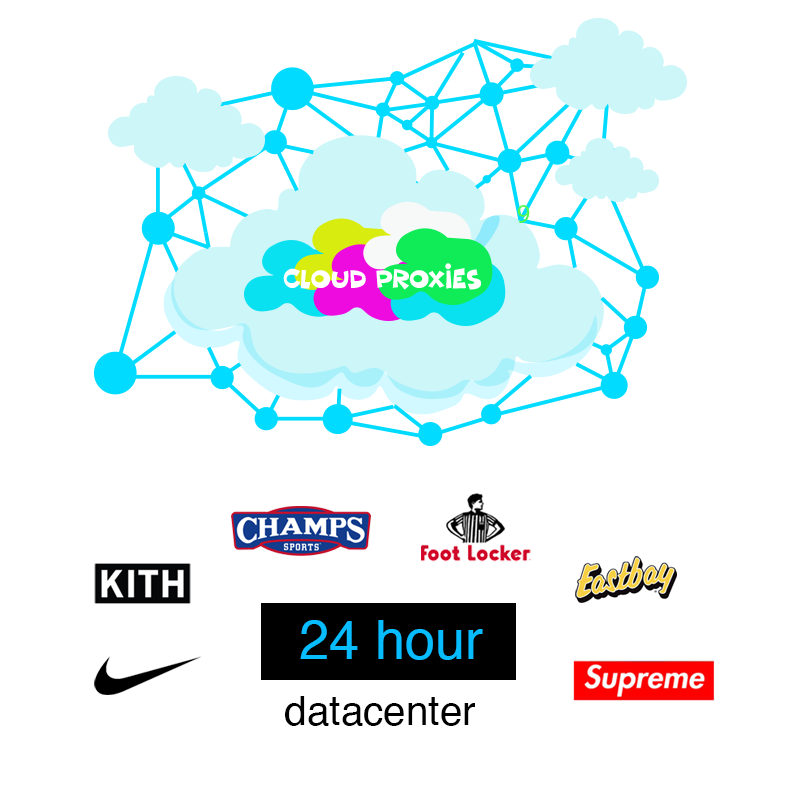 CLOUD PROXIES
CHAMPS
SPORTS
Foot Locker
KITH
Eastbay
24 hour
Supreme
datacenter